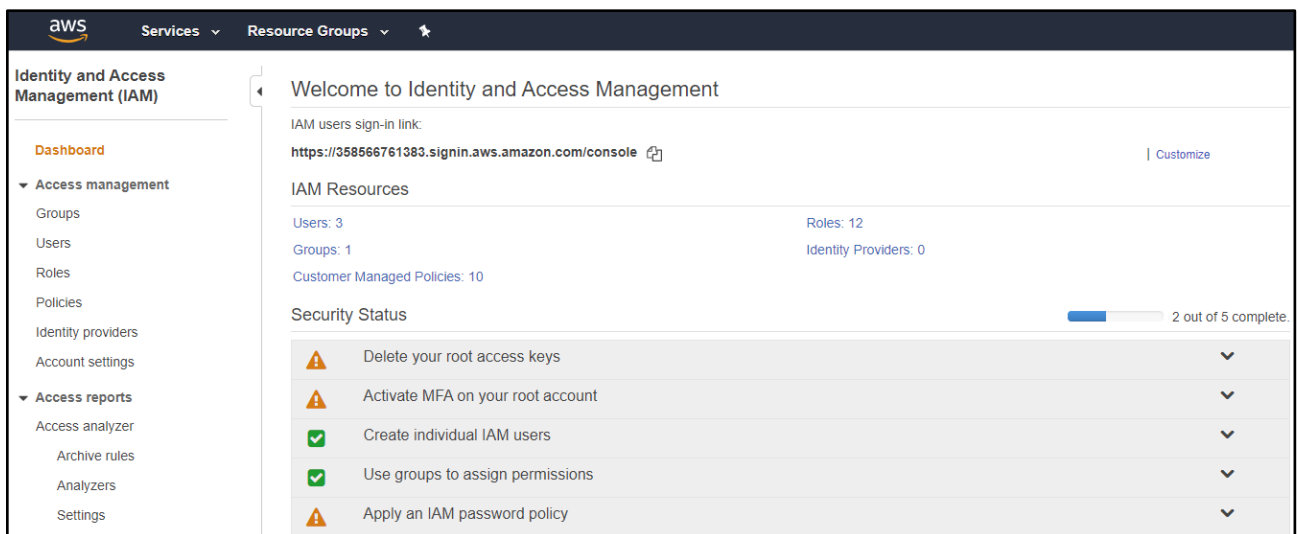 aws
Services
Resource Groups
Identity and Access
Management (IAM)
Dashboard
Access management
Groups
Users
Roles
Policies
Identity providers
Account settings
Access reports
Access analyzer
Archive rules
Analyzers
Settings
Welcome to Identity and Access Management
IAM users sign-in link:
https://358566761383.signin.aws.amazon.com/console
Customize
IAM Resources
Users: 3
Roles: 12
Groups: 1
Identity Providers: 0
Customer Managed Policies: 10
Security Status
2 out of 5 complete.
Delete your root access keys
Activate MFA on your root account
Create individual IAM users
Use groups to assign permissions
Apply an IAM password policy